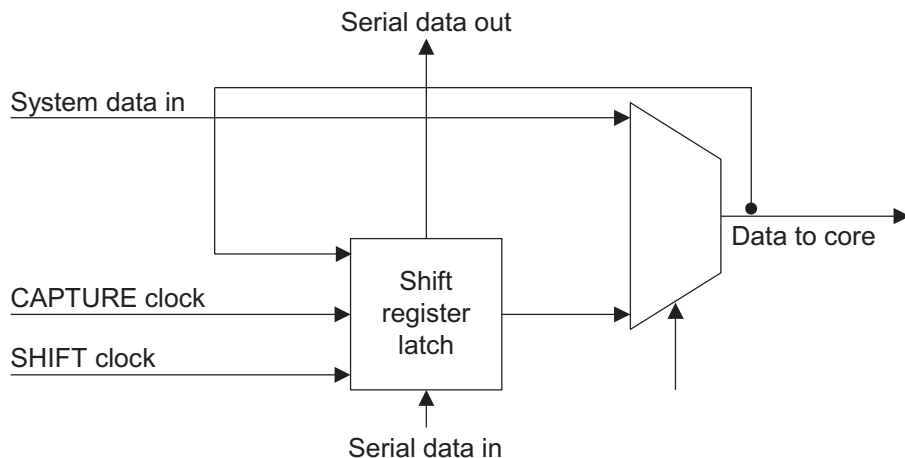 Serial data out
System data in
Data to core
Shift
register
latch
CAPTURE clock
SHIFT clock
Serial data in